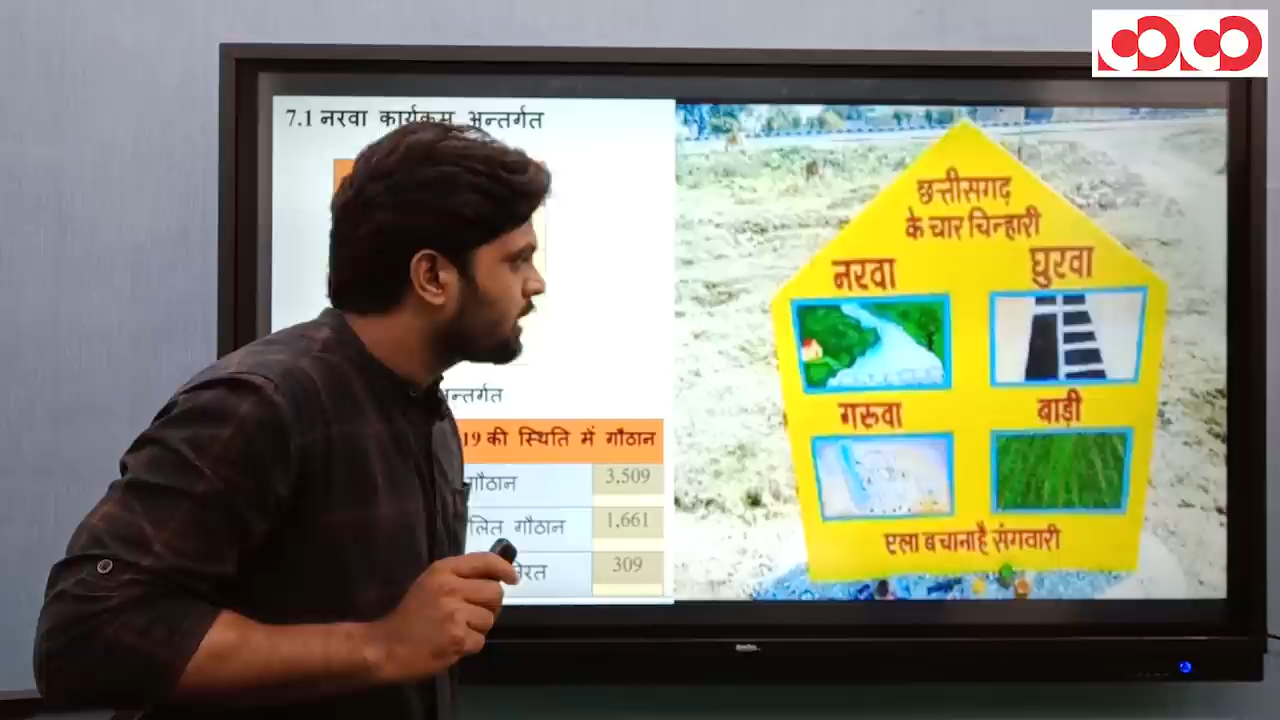 7.1 नरवा कार्यक्रम अन्तर्गत
अन्तर्गत
19 की स्थिति में गौठान
गौठान 3,509
गौठान 1,661
309
छत्तीसगढ़
के चार चिन्हारी
नरवा घुरवा
गरुवा बाड़ी
एला बचानाहै संगवारी